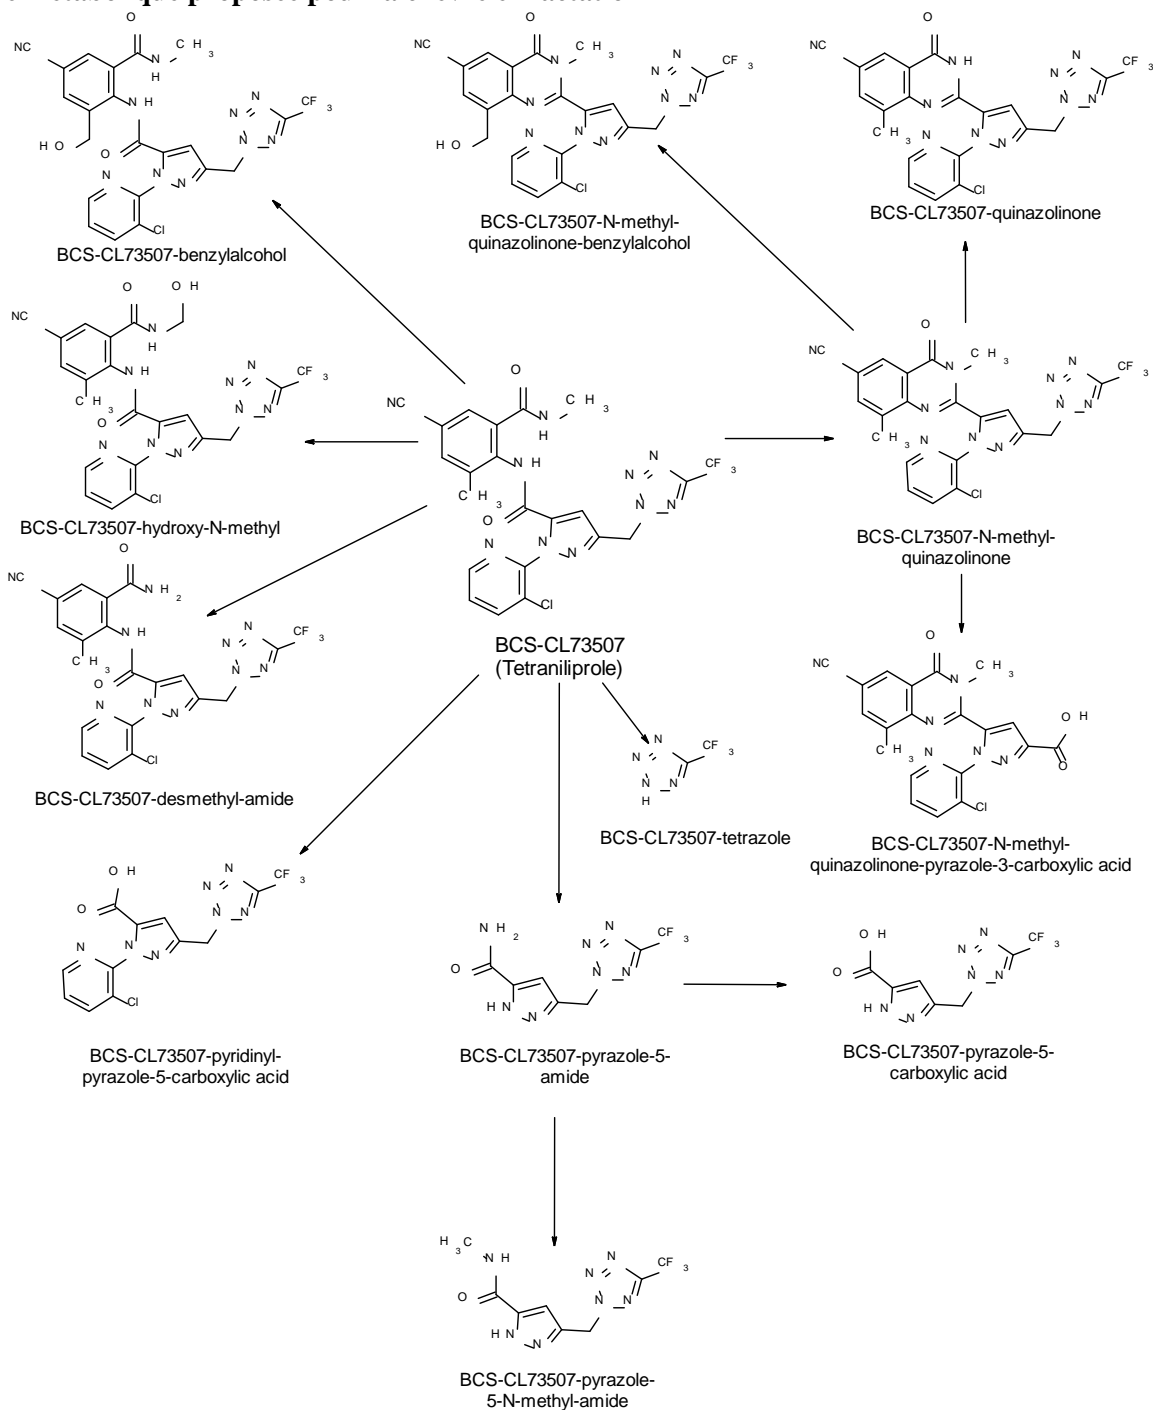 BCS-CL73507-benzylalcohol
BCS-CL73507-N-methyl-
quinazolinone-benzylalcohol
BCS-CL73507-quinazolinone
BCS-CL73507-hydroxy-N-methyl
BCS-CL73507-N-methyl-
quinazolinone
BCS-CL73507
(Tetraniliprole)
BCS-CL73507-desmethyl-amide
BCS-CL73507-tetrazole
BCS-CL73507-N-methyl-
quinazolinone-pyrazole-3-carboxylic acid
BCS-CL73507-pyridinyl-
pyrazole-5-carboxylic acid
BCS-CL73507-pyrazole-5-
amide
BCS-CL73507-pyrazole-5-
carboxylic acid
BCS-CL73507-pyrazole-
5-N-methyl-amide